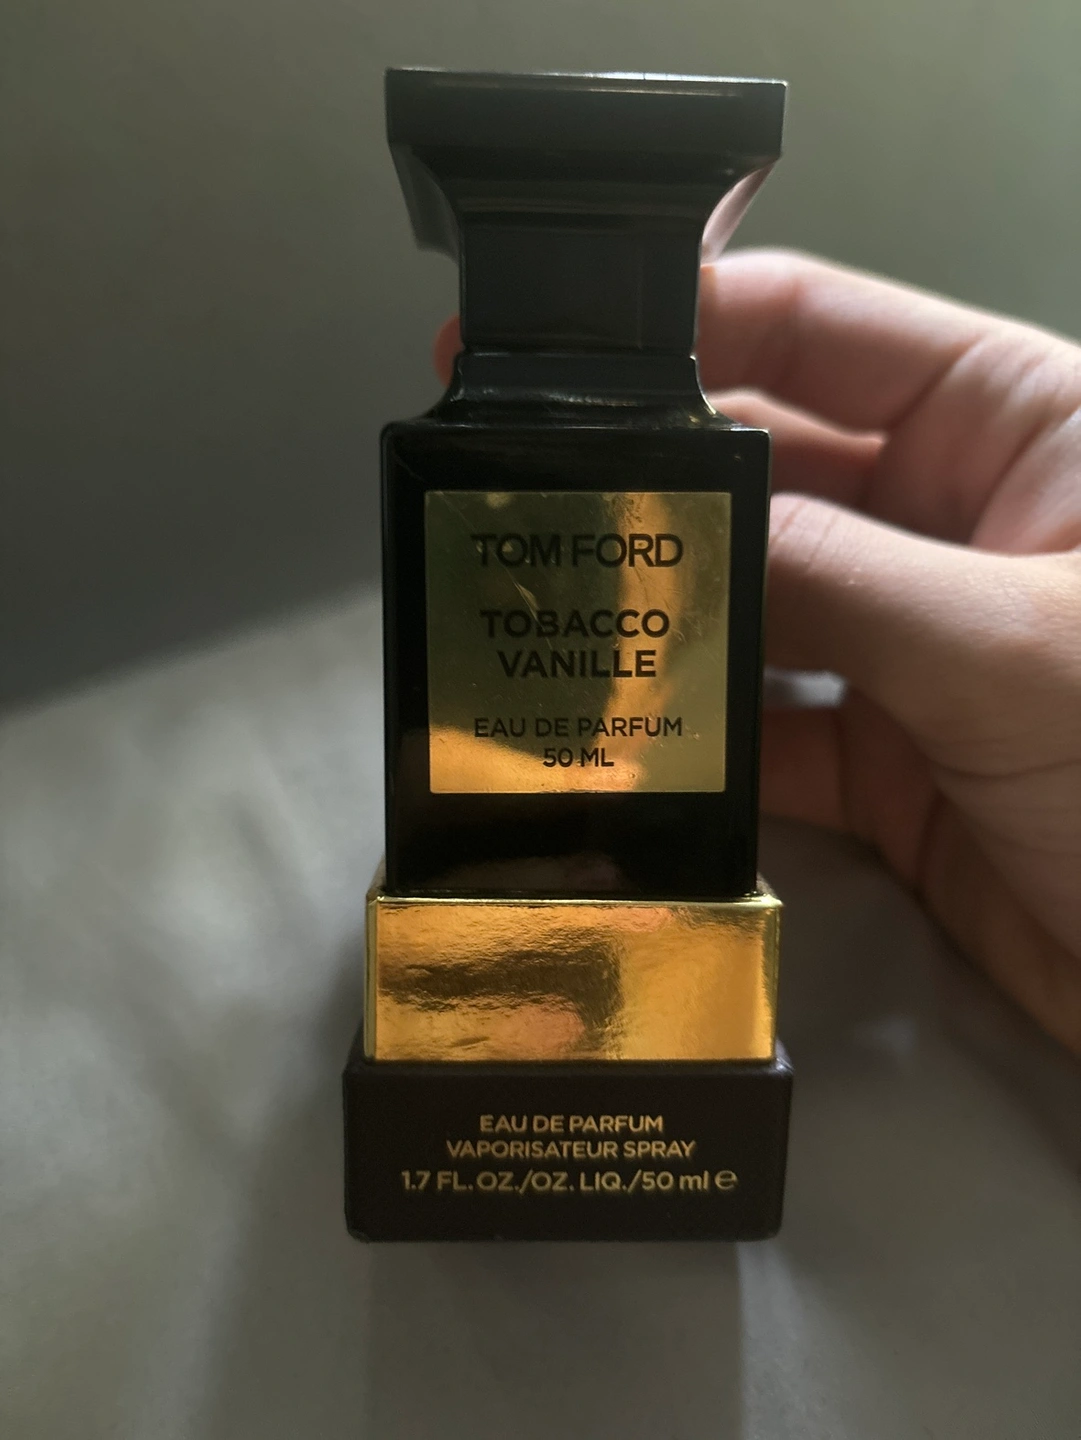 TOM FORD
TOBACCO
VANILLE
EAU DE PARFUM
50 ML
EAU DE PARFUM
VAPORISATEUR SPRAY
1.7 FL.OZ./OZ. LIQ./50 ml ℮